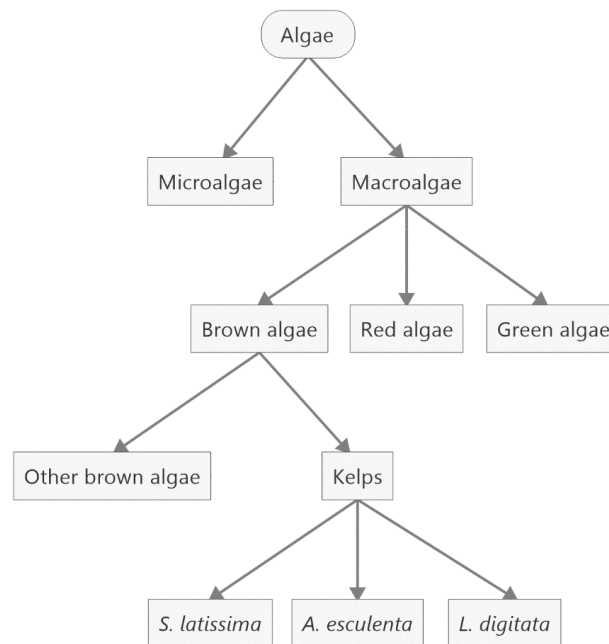 Algae
Microalgae
Macroalgae
Brown algae
Red algae
Green algae
Other brown algae
Kelps
S. latissima
A. esculenta
L. digitata